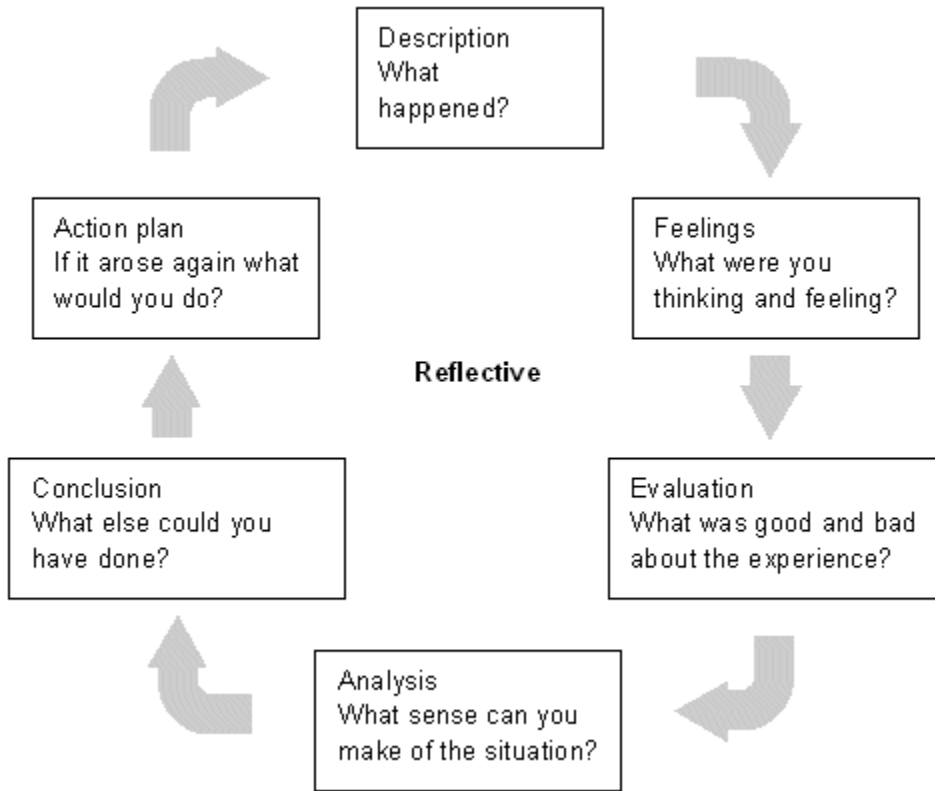 Description
What
happened?
Feelings
What were you
thinking and feeling?
Evaluation
What was good and bad
about the experience?
Analysis
What sense can you
make of the situation?
Conclusion
What else could you
have done?
Action plan
If it arose again what
would you do?
Reflective